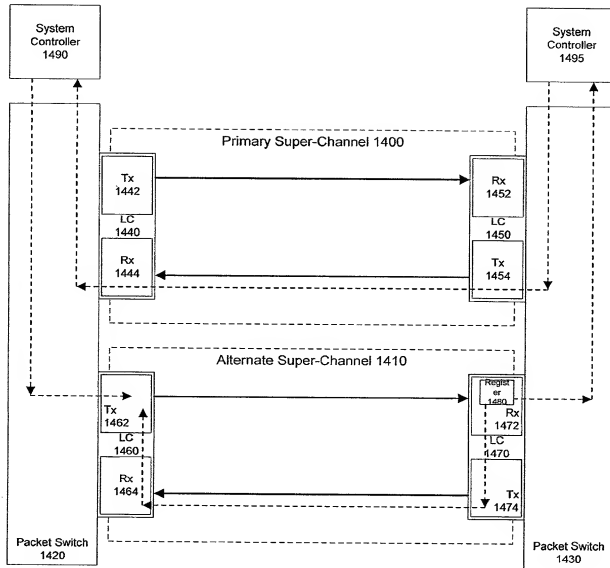 System
Controller
1490
System
Controller
1495
Primary Super-Channel 1400
Tx
1442
LC
1440
Rx
1444
Rx
1452
LC
1450
Tx
1454
Alternate Super-Channel 1410
Tx
1462
LC
1460
Rx
1464
Regist
er
1480
Rx
1472
LC
1470
Tx
1474
Packet Switch
1420
Packet Switch
1430